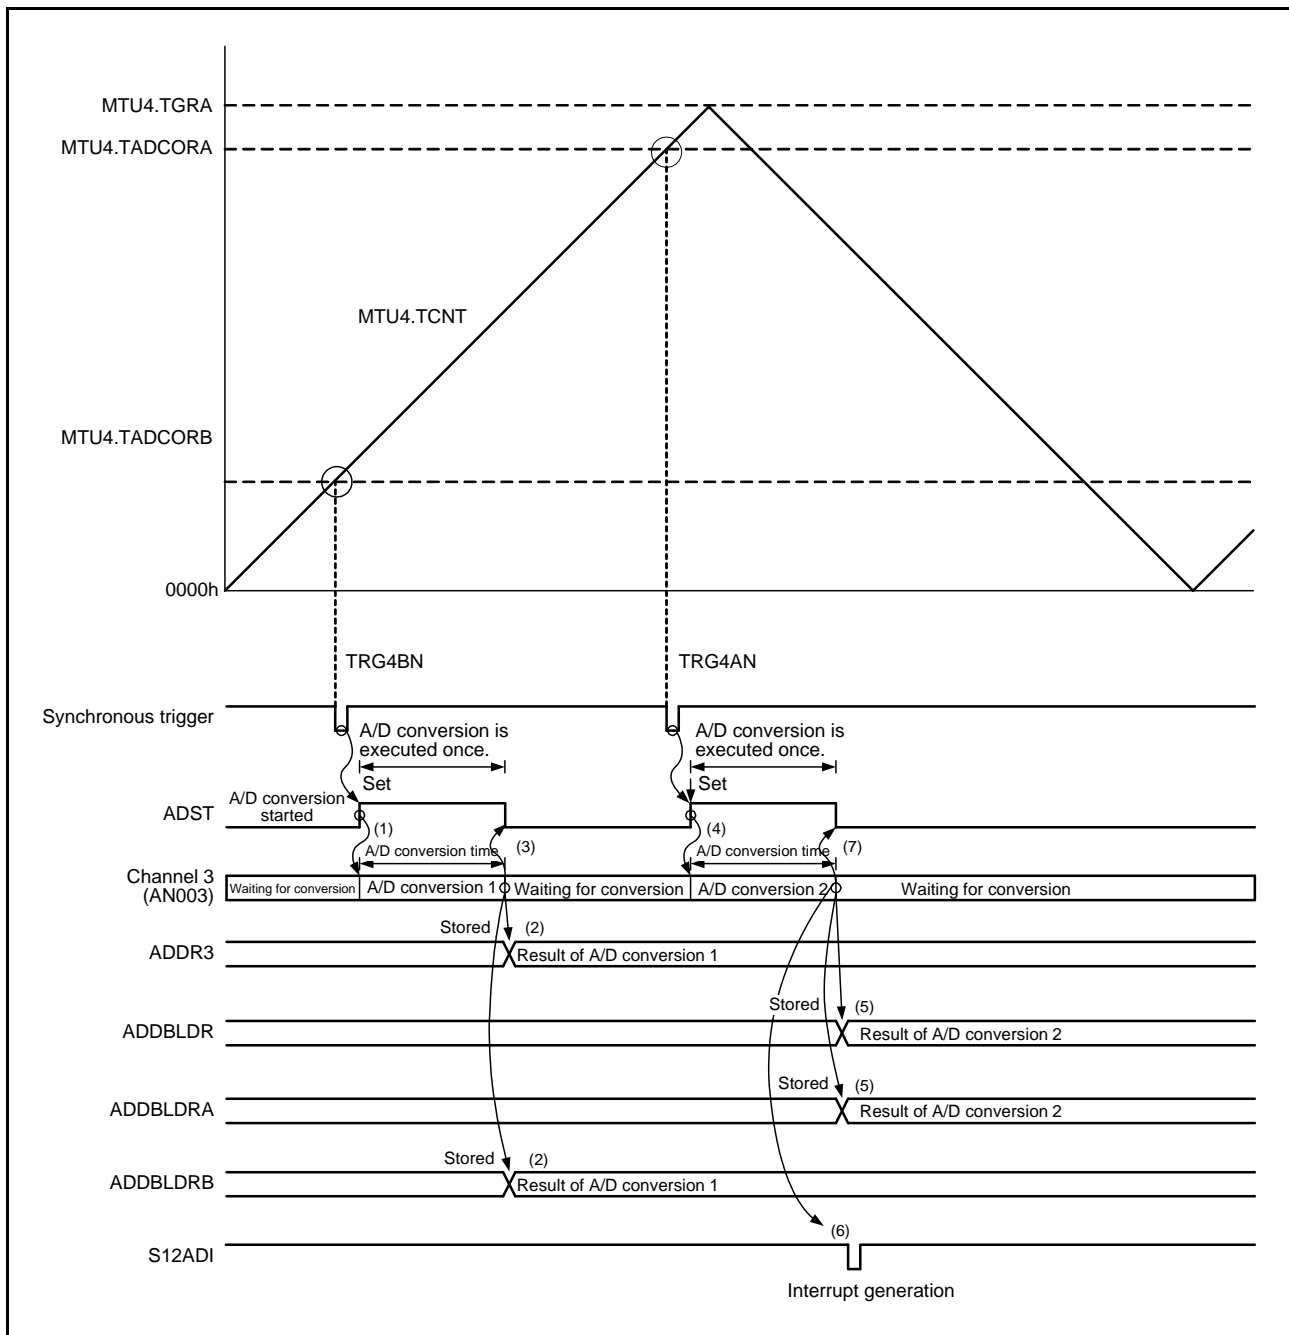 MTU4.TGRA
MTU4.TADCORA
MTU4.TCNT
MTU4.TADCORB
0000h
TRG4BN
TRG4AN
Synchronous trigger
A/D conversion is
executed once.
A/D conversion is
executed once.
Set
Set
A/D conversion
started
ADST
(1)
(3)
(4)
(7)
A/D conversion time
A/D conversion time
Channel 3
(AN003)
Waiting for conversion
A/D conversion 1
Waiting for conversion
A/D conversion 2
Waiting for conversion
Stored
(2)
ADDR3
Result of A/D conversion 1
Stored
(5)
ADDBLDR
Result of A/D conversion 2
Stored
(5)
ADDBLDRA
Result of A/D conversion 2
Stored
(2)
ADDBLDRB
Result of A/D conversion 1
(6)
S12ADI
Interrupt generation